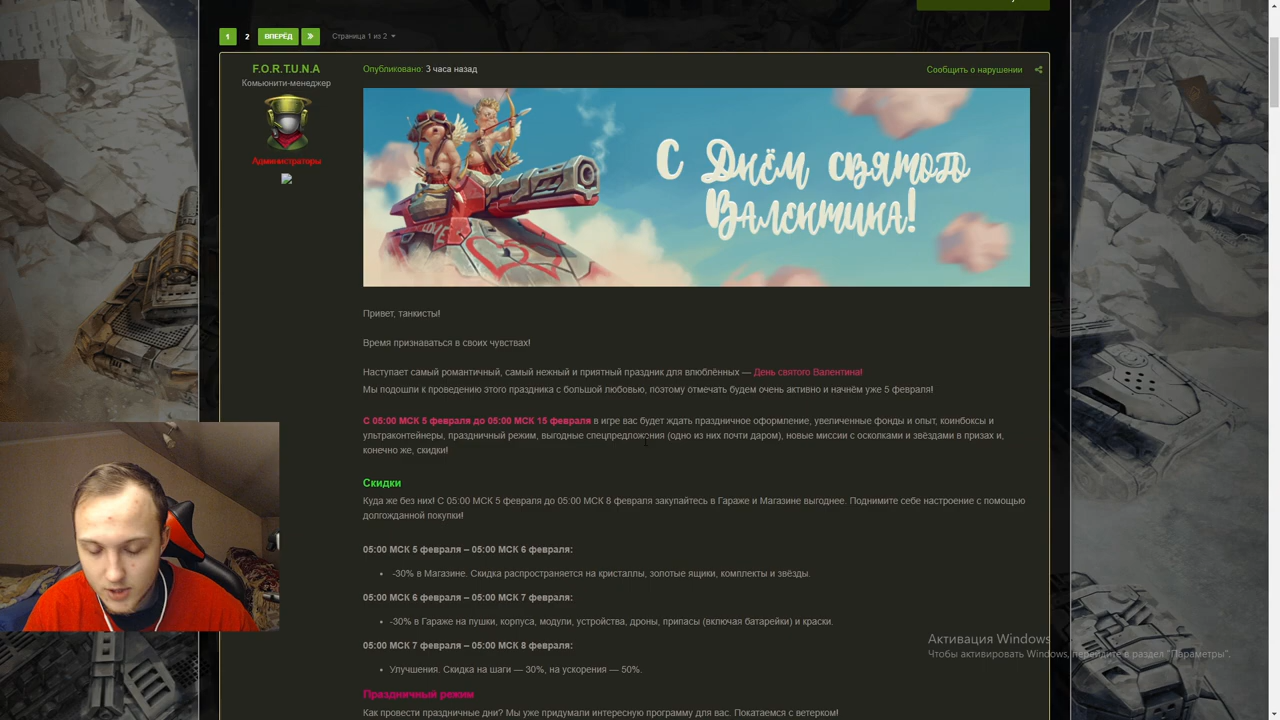 1 2 ВПЕРЁД Страница 1 из 2
F.O.R.T.U.N.A
Комьюнити-менеджер
Администраторы
Опубликовано: 3 часа назад
Сообщить о нарушении
С Днём святого
Валентина!
Привет, танкисты!
Время признаваться в своих чувствах!
Наступает самый романтичный, самый нежный и приятный праздник для влюблённых — День святого Валентина!
Мы подошли к проведению этого праздника с большой любовью, поэтому отмечать будем очень активно и начнём уже 5 февраля!
С 05:00 МСК 5 февраля до 05:00 МСК 15 февраля в игре вас будет ждать праздничное оформление, увеличенные фонды и опыт, коинбоксы и
ультраконтейнеры, праздничный режим, выгодные спецпредложения (одно из них почти даром), новые миссии с осколками и звёздами в призах и,
конечно же, скидки!
Скидки
Куда же без них! С 05:00 МСК 5 февраля до 05:00 МСК 8 февраля закупайтесь в Гараже и Магазине выгоднее. Поднимите себе настроение с помощью
долгожданной покупки!
05:00 МСК 5 февраля – 05:00 МСК 6 февраля:
• -30% в Магазине. Скидка распространяется на кристаллы, золотые ящики, комплекты и звёзды.
05:00 МСК 6 февраля – 05:00 МСК 7 февраля:
• -30% в Гараже на пушки, корпуса, модули, устройства, дроны, припасы (включая батарейки) и краски.
05:00 МСК 7 февраля – 05:00 МСК 8 февраля:
• Улучшения. Скидка на шаги — 30%, на ускорения — 50%.
Праздничный режим
Как провести праздничные дни? Мы уже придумали интересную программу для вас. Покатаемся с ветерком!
Активация Windows
Чтобы активировать Windows, перейдите в раздел "Параметры".